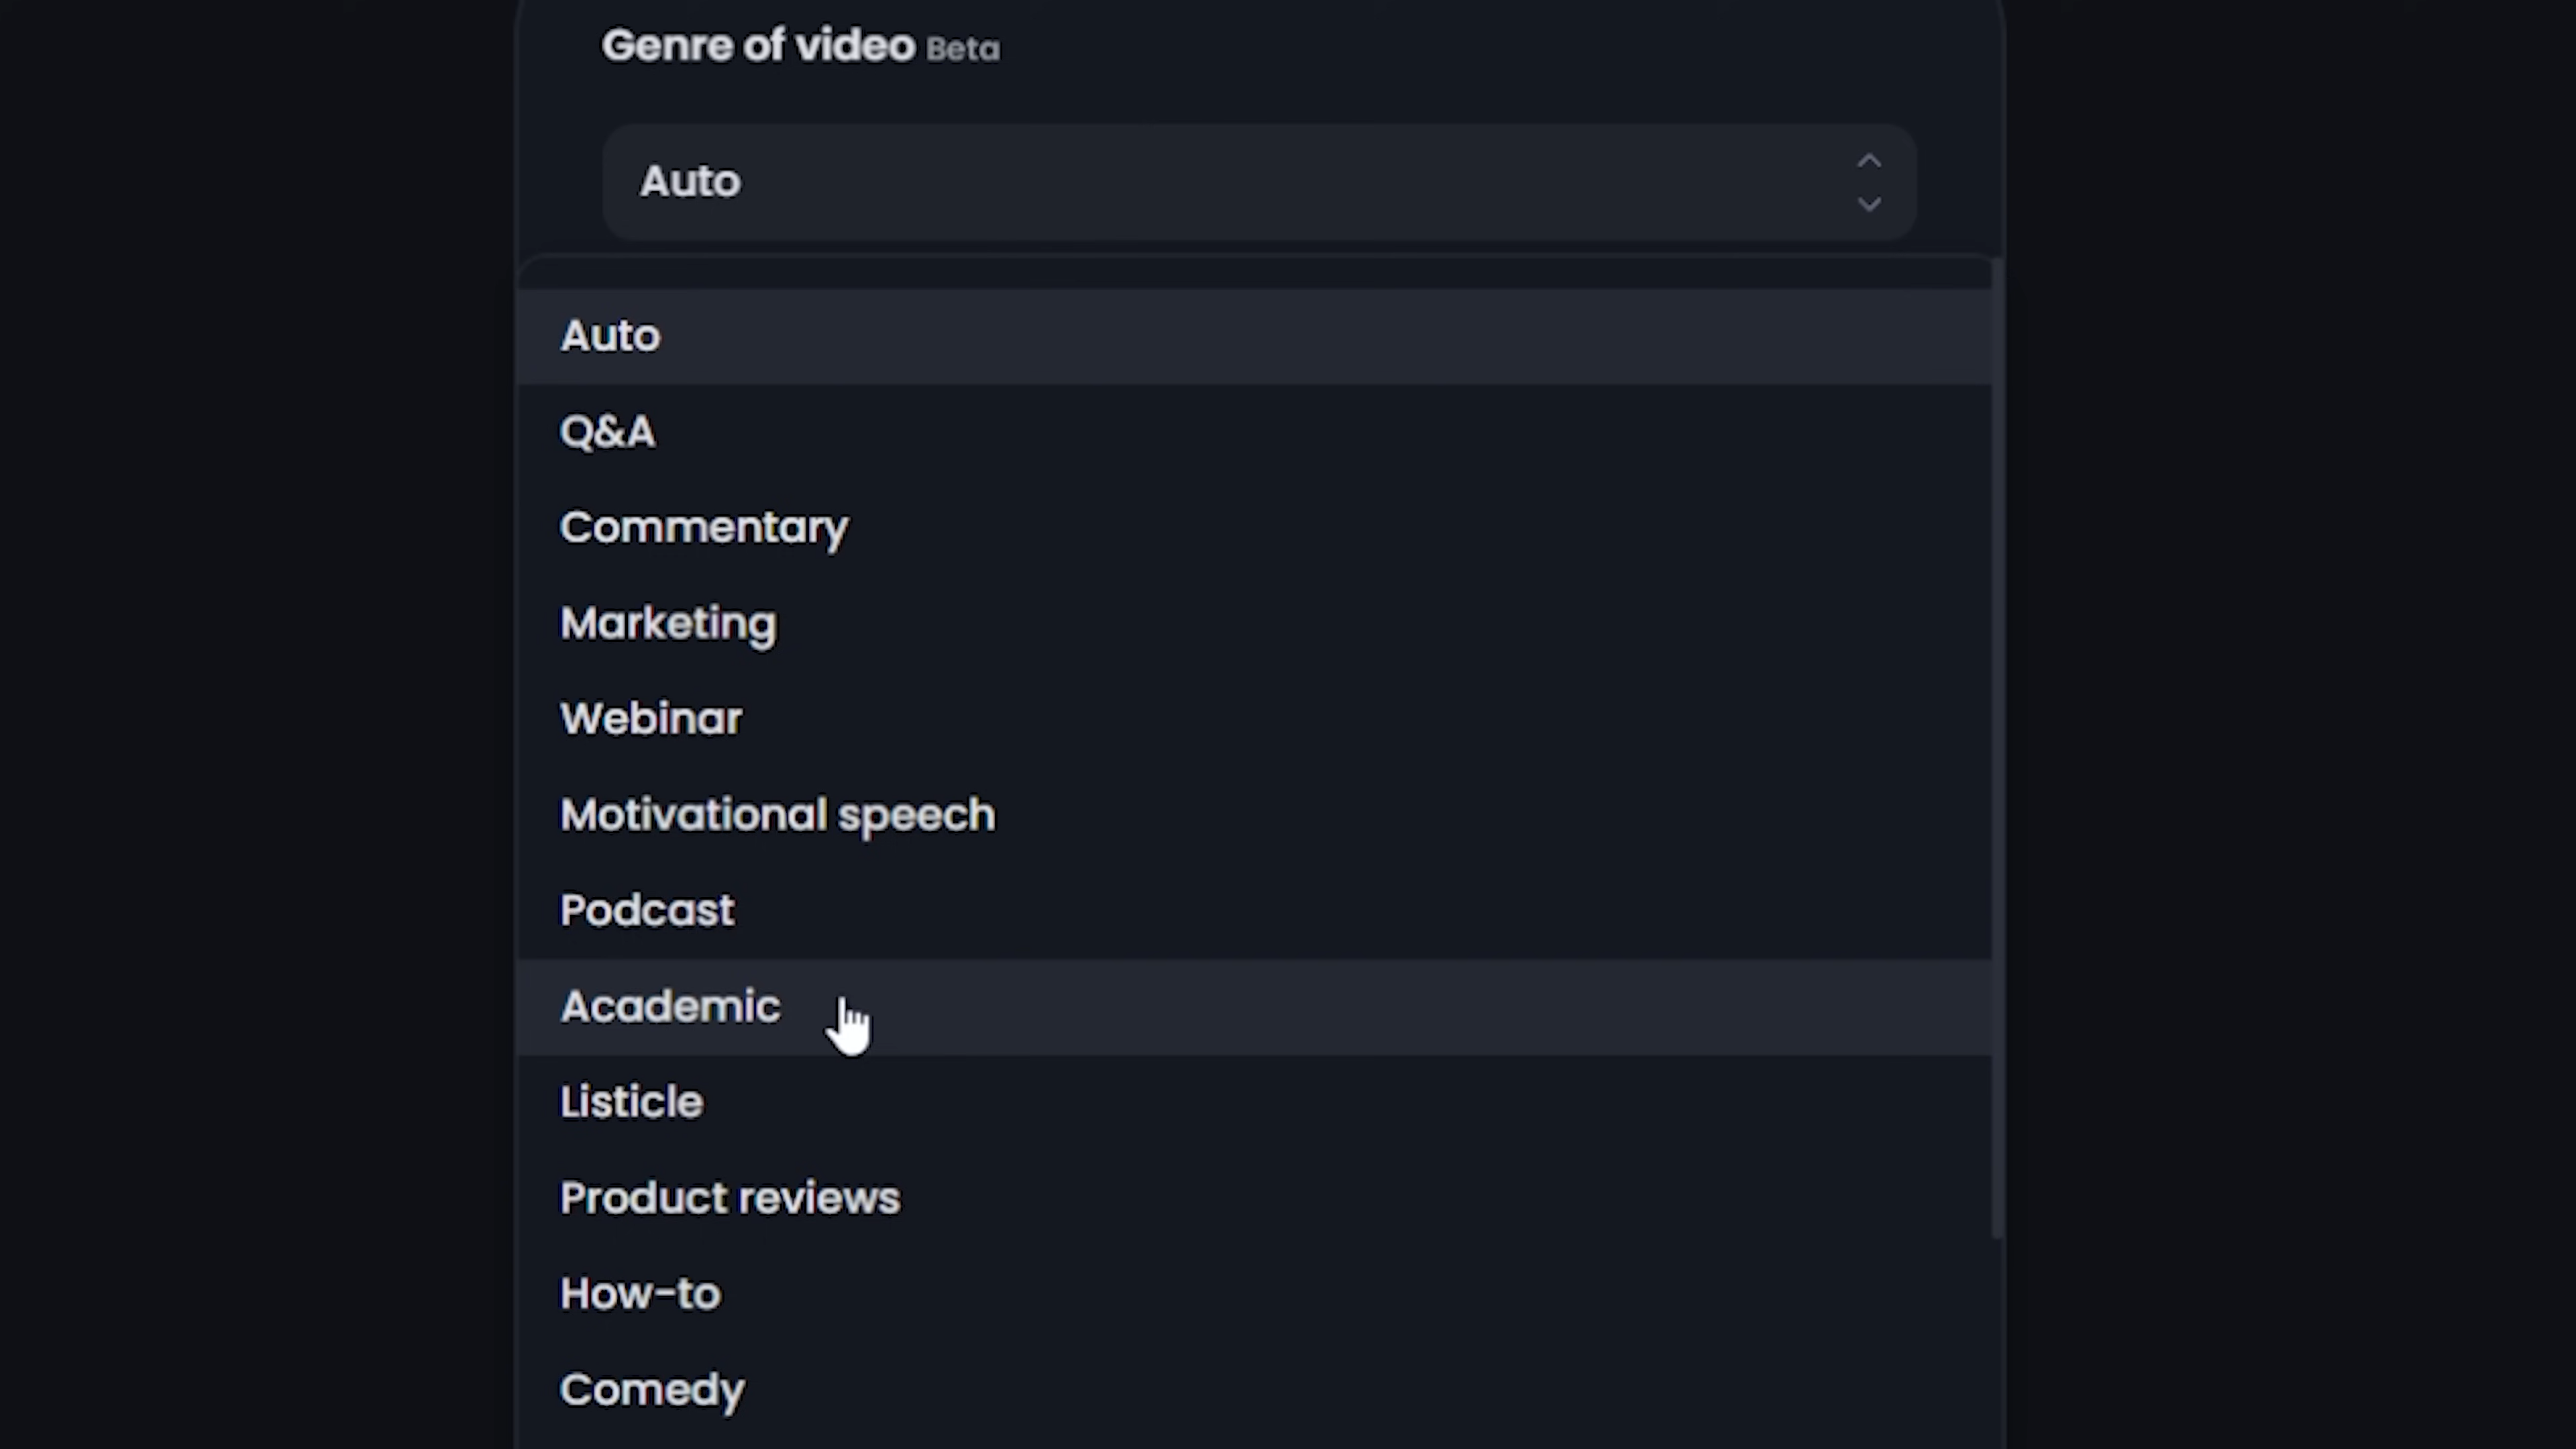 Genre of video Beta
Auto
Auto
Q&A
Commentary
Marketing
Webinar
Motivational speech
Podcast
Academic
Listicle
Product reviews
How-to
Comedy